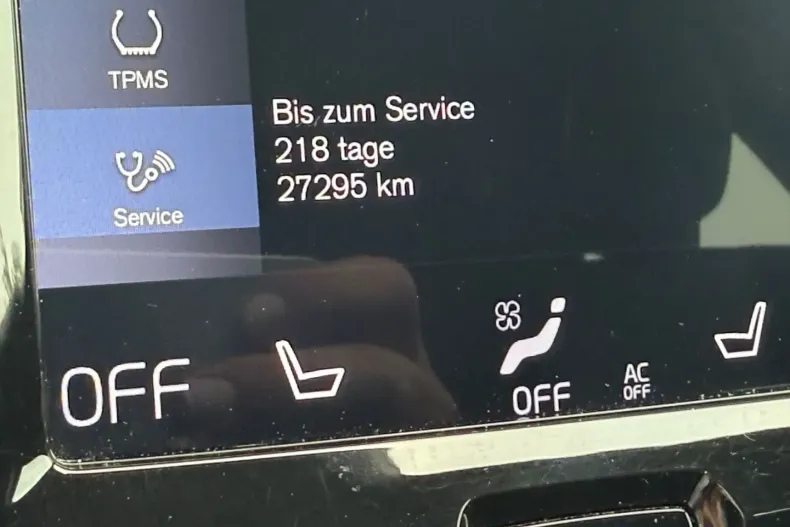 TPMS
Bis zum Service
218 tage
27295 km
Service
OFF
OFF
AC
OFF